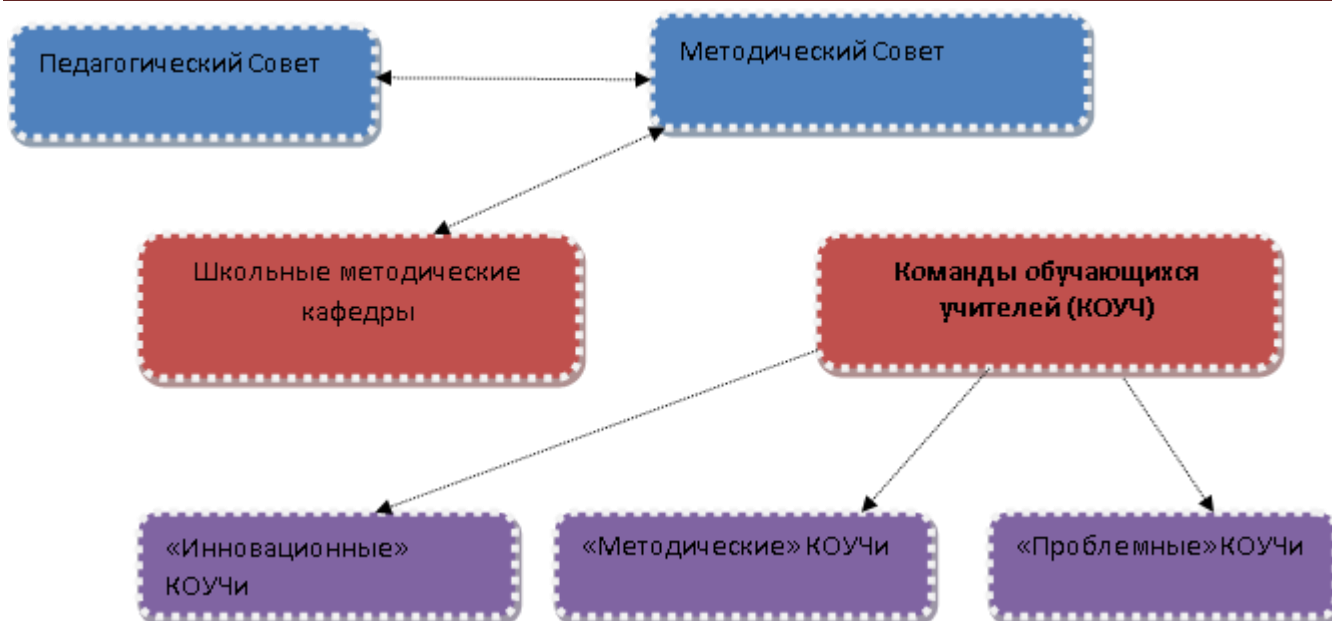 Педагогический Совет
Методический Совет
Школьные методические
кафедры
Команды обучающихся
учителей (КОУЧ)
«Инновационные»
КОУЧи
«Методические» КОУЧи
«Проблемные» КОУЧи